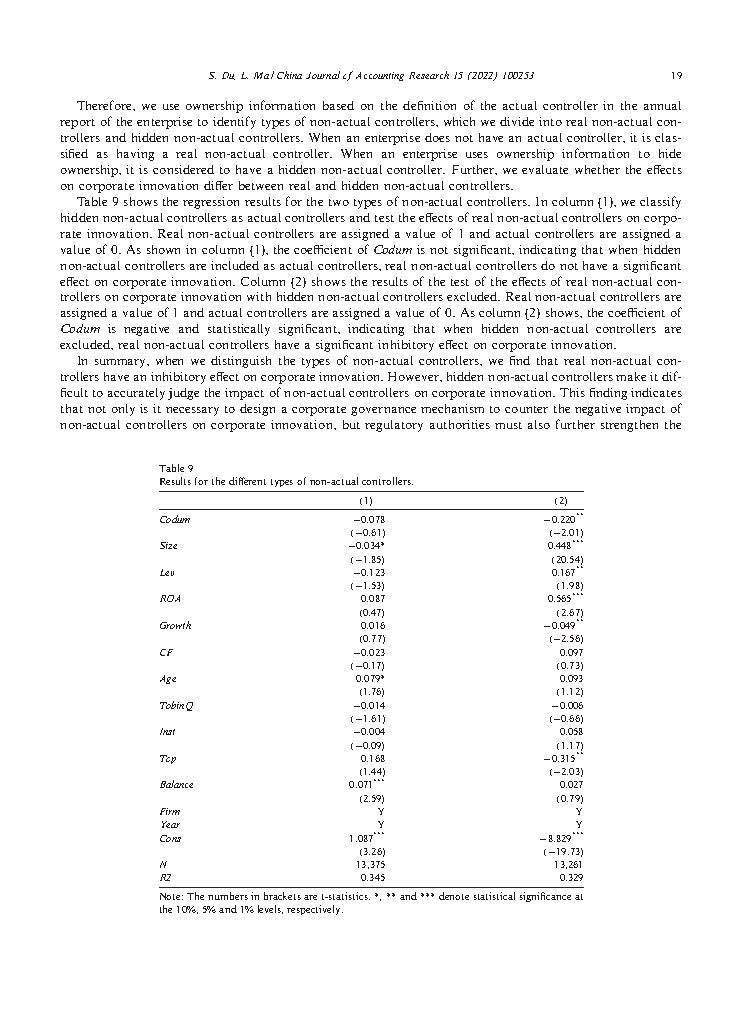 S. Du, L. Ma / China Journal of Accounting Research 15 (2022) 100253 19
Therefore, we use ownership information based on the definition of the actual controller in the annual
report of the enterprise to identify types of non-actual controllers, which we divide into real non-actual con-
trollers and hidden non-actual controllers. When an enterprise does not have an actual controller, it is clas-
sified as having a real non-actual controller. When an enterprise uses ownership information to hide
ownership, it is considered to have a hidden non-actual controller. Further, we evaluate whether the effects
on corporate innovation differ between real and hidden non-actual controllers.
Table 9 shows the regression results for the two types of non-actual controllers. In column (1), we classify
hidden non-actual controllers as actual controllers and test the effects of real non-actual controllers on corpo-
rate innovation. Real non-actual controllers are assigned a value of 1 and actual controllers are assigned a
value of 0. As shown in column (1), the coefficient of Codum is not significant, indicating that when hidden
non-actual controllers are included as actual controllers, real non-actual controllers do not have a significant
effect on corporate innovation. Column (2) shows the results of the test of the effects of real non-actual con-
trollers on corporate innovation with hidden non-actual controllers excluded. Real non-actual controllers are
assigned a value of 1 and actual controllers are assigned a value of 0. As column (2) shows, the coefficient of
Codum is negative and statistically significant, indicating that when hidden non-actual controllers are
excluded, real non-actual controllers have a significant inhibitory effect on corporate innovation.
In summary, when we distinguish the types of non-actual controllers, we find that real non-actual con-
trollers have an inhibitory effect on corporate innovation. However, hidden non-actual controllers make it dif-
ficult to accurately judge the impact of non-actual controllers on corporate innovation. This finding indicates
that not only is it necessary to design a corporate governance mechanism to counter the negative impact of
non-actual controllers on corporate innovation, but regulatory authorities must also further strengthen the
Table 9
Results for the different types of non-actual controllers.
(1) (2)
Codum −0.078 −0.220**
(−0.61) (−2.01)
Size −0.034* 0.448***
(−1.85) (20.54)
Lev −0.123 0.167**
(−1.53) (1.98)
ROA 0.087 0.565***
(0.47) (2.67)
Growth 0.016 −0.049**
(0.77) (−2.56)
CF −0.023 0.097
(−0.17) (0.73)
Age 0.079* 0.093
(1.76) (1.12)
TobinQ −0.014 −0.006
(−1.61) (−0.66)
Inst −0.004 0.058
(−0.09) (1.17)
Top 0.168 −0.315**
(1.44) (−2.03)
Balance 0.071*** 0.027
(2.59) (0.79)
Firm Y Y
Year Y Y
Cons 1.087*** −8.829***
(3.26) (−19.73)
N 13,375 13,261
R2 0.345 0.329
Note: The numbers in brackets are t-statistics. *, ** and *** denote statistical significance at
the 10%, 5% and 1% levels, respectively.